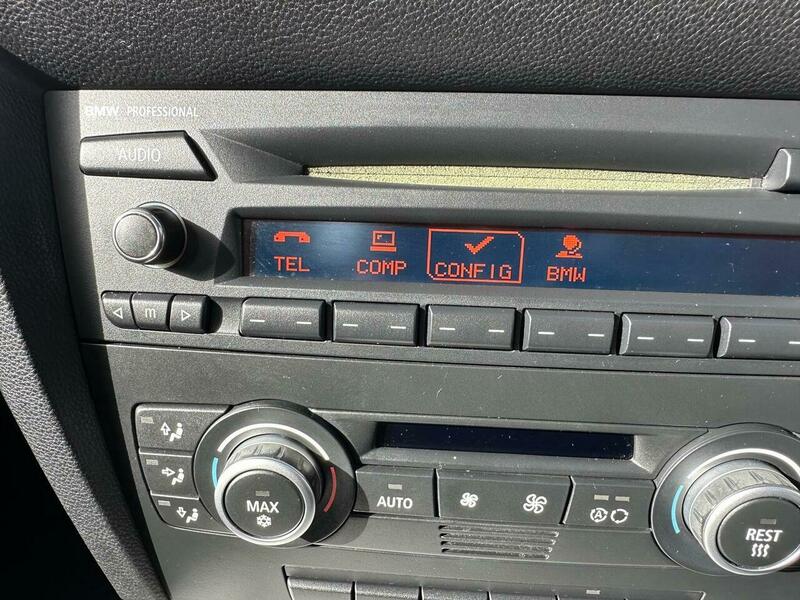 BMW PROFESSIONAL
AUDIO
TEL COMP CONFIG BMW
m
MAX
AUTO
A
REST